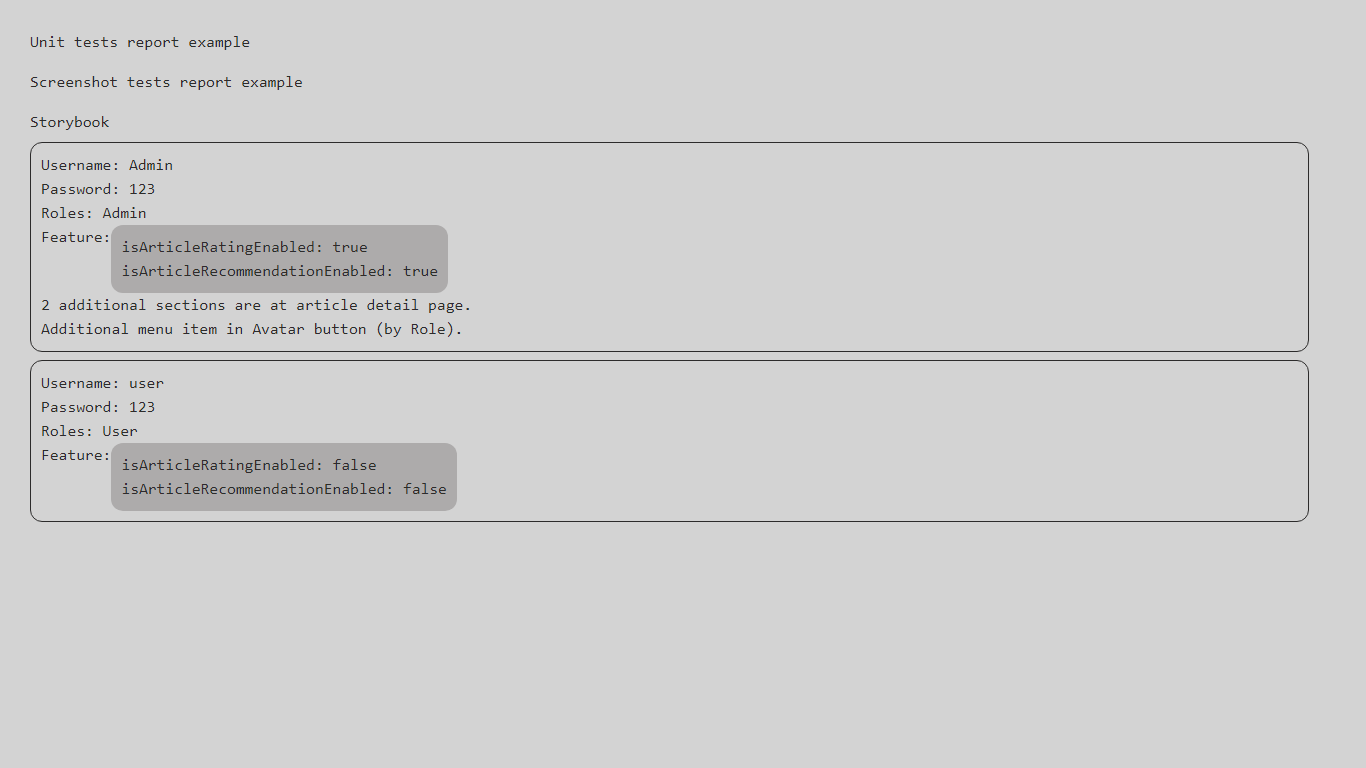 Unit tests report example
Screenshot tests report example
Storybook
Username: Admin
Password: 123
Roles: Admin
Feature:
isArticleRatingEnabled: true
isArticleRecommendationEnabled: true
2 additional sections are at article detail page.
Additional menu item in Avatar button (by Role).
Username: user
Password: 123
Roles: User
Feature:
isArticleRatingEnabled: false
isArticleRecommendationEnabled: false